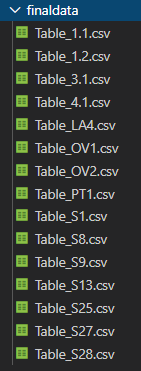 finaldata
Table_1.1.csv
Table_1.2.csv
Table_3.1.csv
Table_4.1.csv
Table_LA4.csv
Table_OV1.csv
Table_OV2.csv
Table_PT1.csv
Table_S1.csv
Table_S8.csv
Table_S9.csv
Table_S13.csv
Table_S25.csv
Table_S27.csv
Table_S28.csv